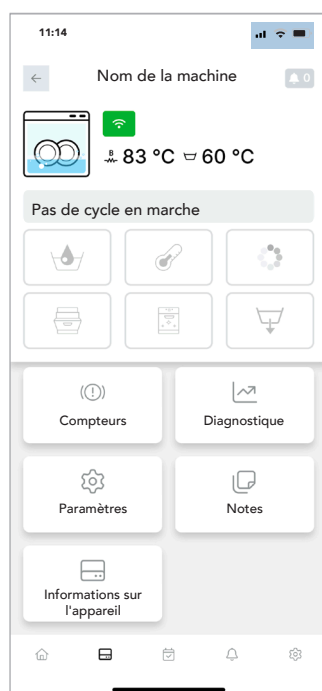 11:14
Nom de la machine
0
B
83 °C
60 °C
Pas de cycle en marche
Compteurs
Diagnostique
Paramètres
Notes
Informations sur
l'appareil